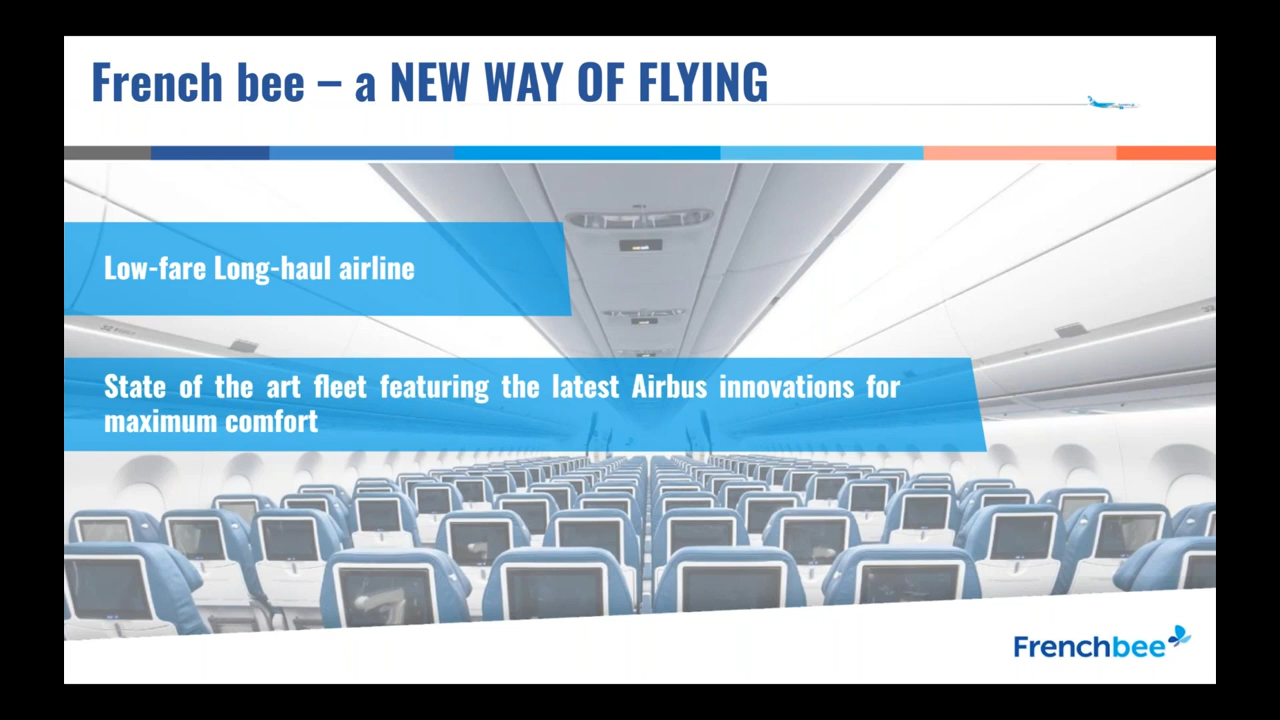 French bee – a NEW WAY OF FLYING
Low-fare Long-haul airline
State of the art fleet featuring the latest Airbus innovations for
maximum comfort
Frenchbee